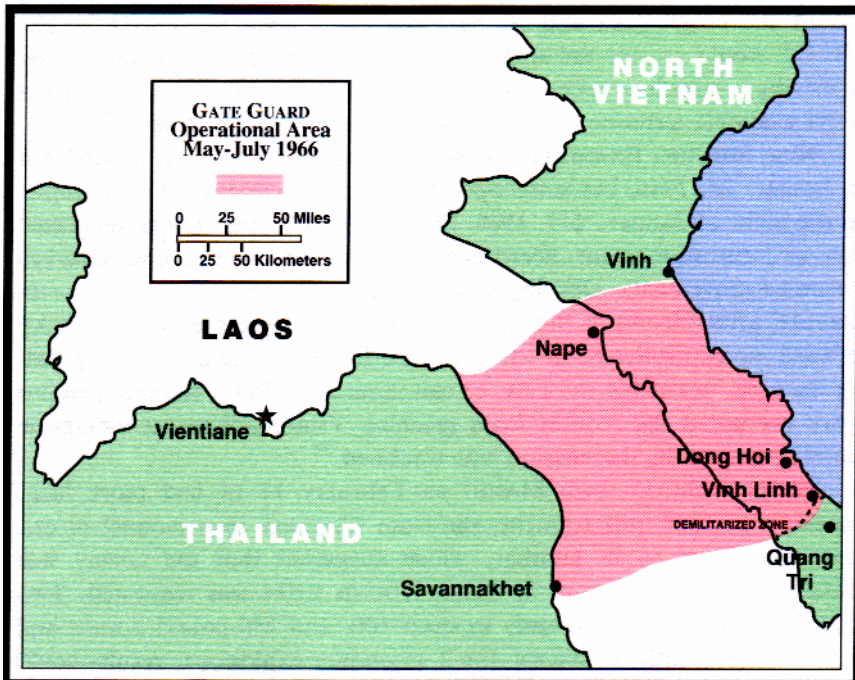 NORTH
VIETNAM
GATE GUARD
Operational Area
May-July 1966
0 25 50 Miles
0 25 50 Kilometers
Vinh
LAOS
Nape
Vientiane
Dong Hoi
Vinh Linh
THAILAND
DEMILITARIZED ZONE
Quang
Tri
Savannakhet